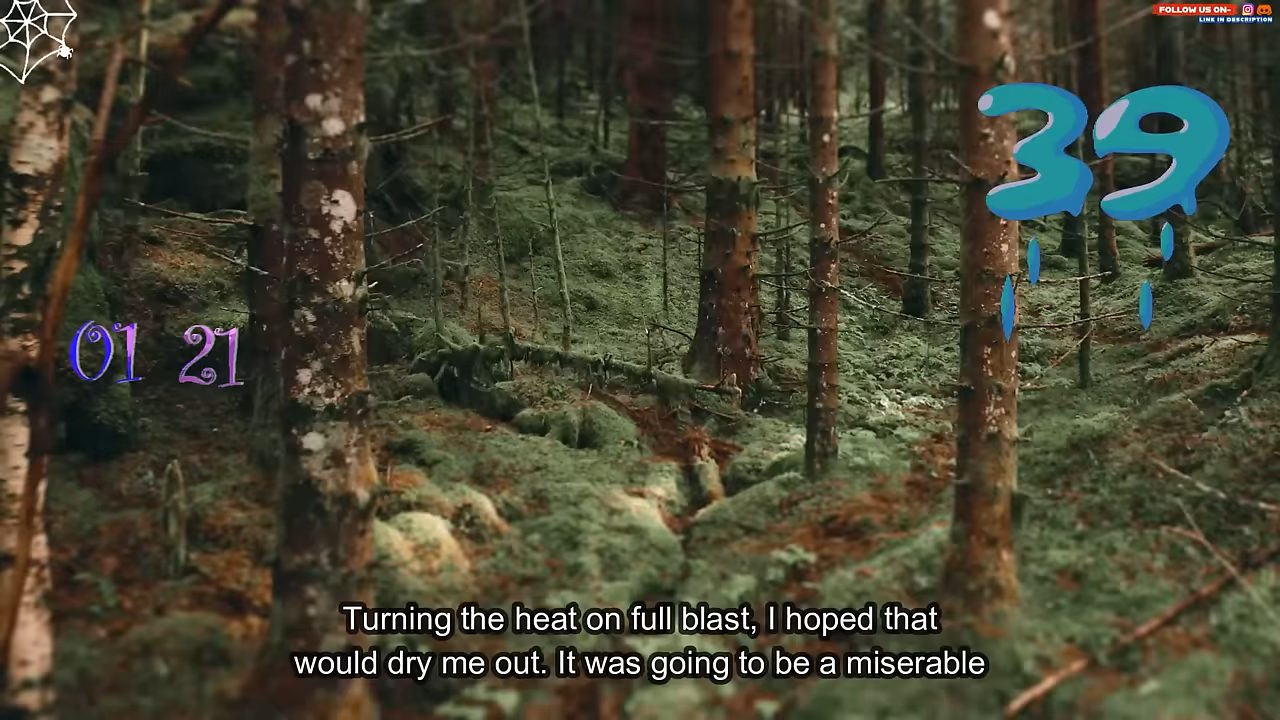 FOLLOW US ON-
LINK IN DESCRIPTION
39
01 21
Turning the heat on full blast, I hoped that
would dry me out. It was going to be a miserable